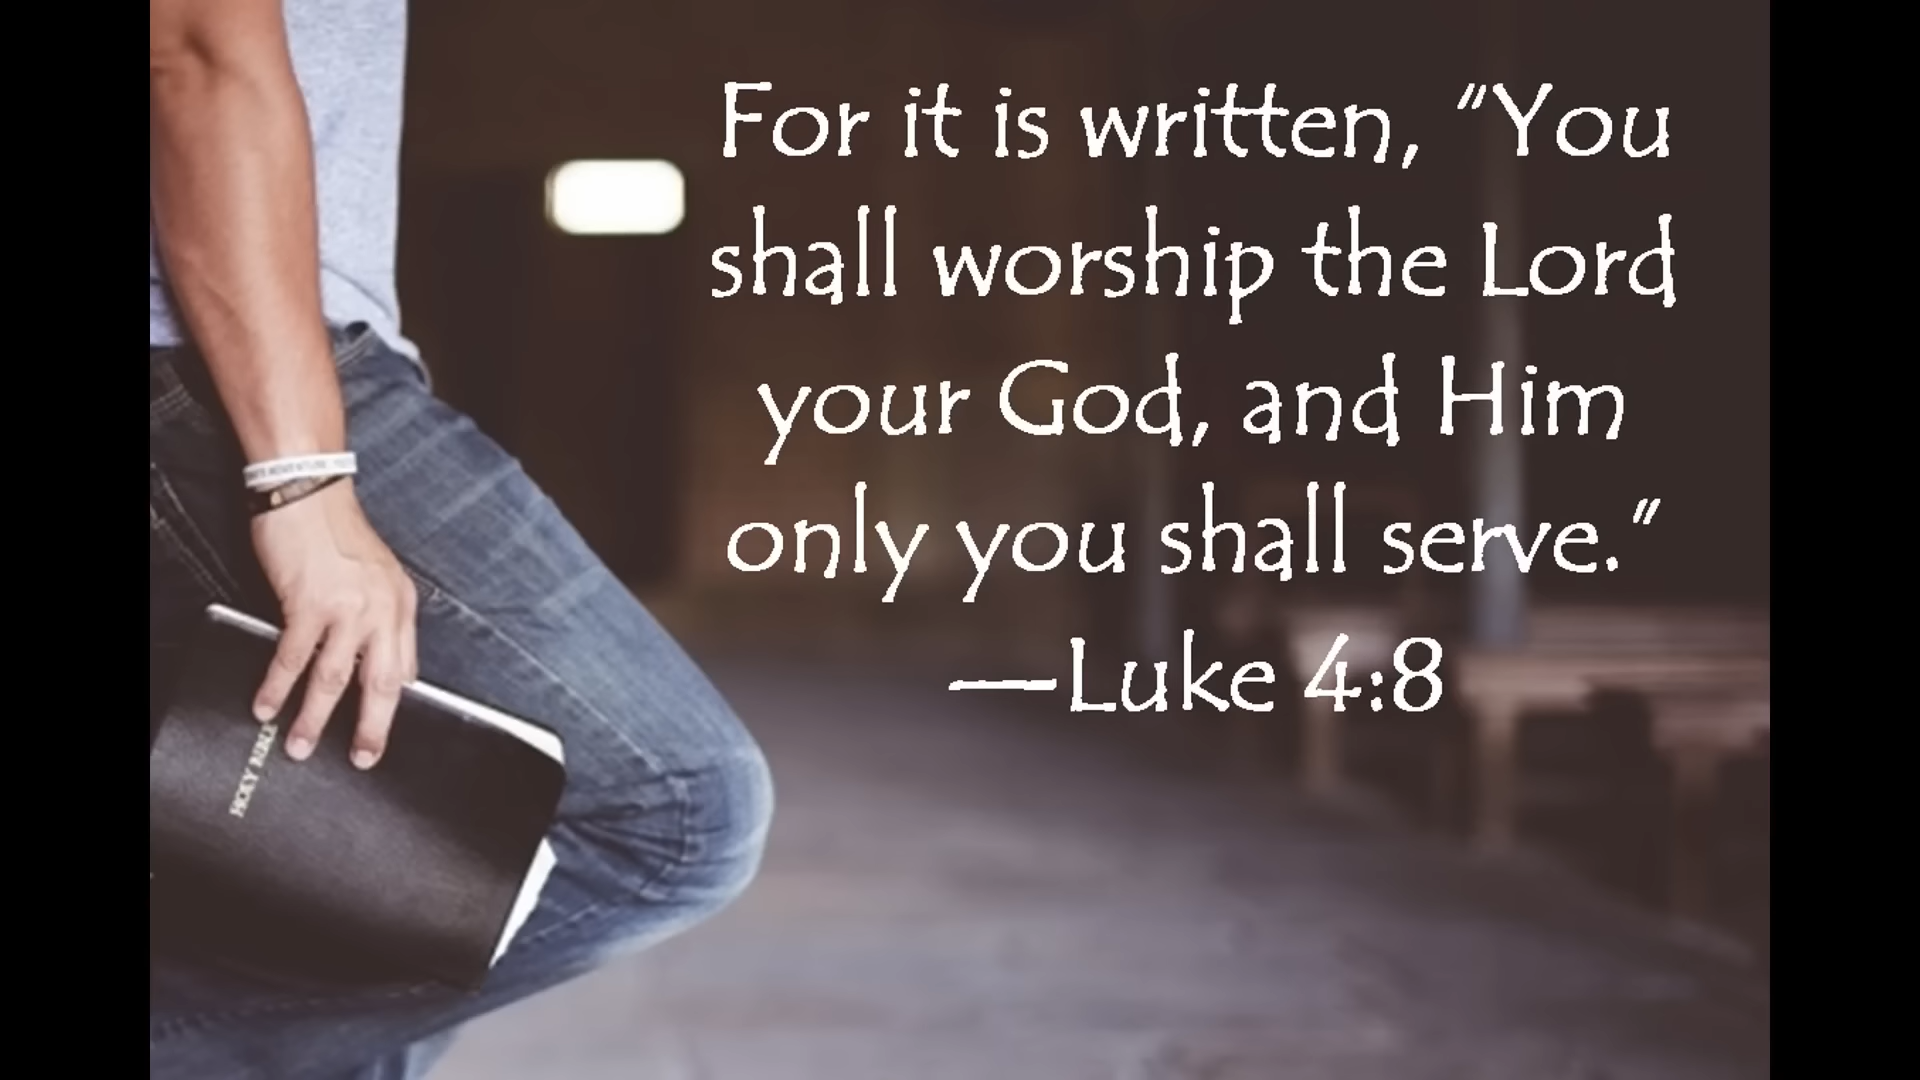 For it is written, “You
shall worship the Lord
your God, and Him
only you shall serve.”
—Luke 4:8
HOLY BIBLE